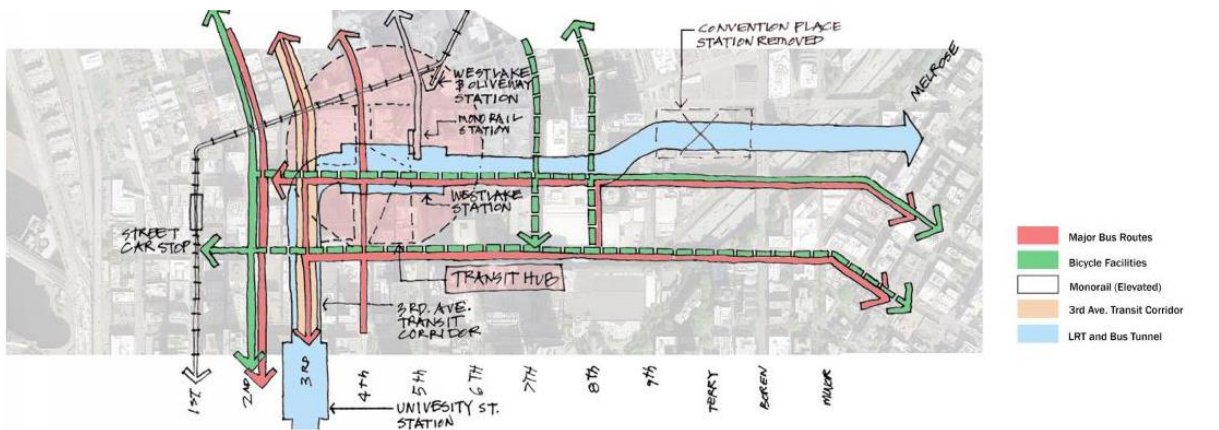 CONVENTION PLACE
STATION REMOVED
MELROSE
WESTLAKE
& OLIVE WAY
STATION
MONORAIL
STATION
WESTLAKE
STATION
STREET
CAR STOP
TRANSIT HUB
3RD. AVE.
TRANSIT
CORRIDOR
1ST.
2ND
3RD
4th
5th
6TH
7TH
8th
9th
TERRY
BOREN
MINOR
UNIVESITY ST.
STATION
Major Bus Routes
Bicycle Facilities
Monorail (Elevated)
3rd Ave. Transit Corridor
LRT and Bus Tunnel